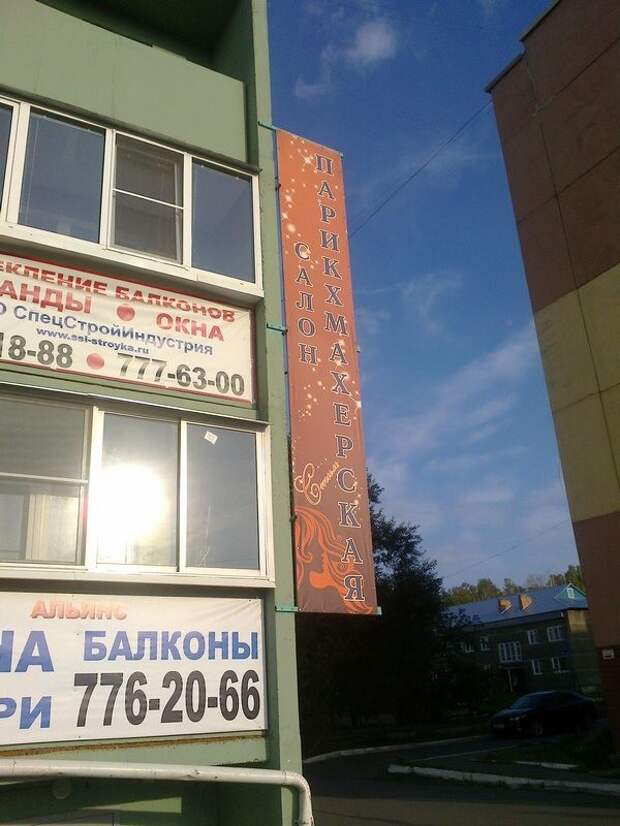 ЕКЛЕНИЕ БАЛКОНОВ
АНДЫ • ОКНА
О СпецСтройИндустрия
www.ssi-stroyka.ru
18-88 • 777-63-00
САЛОН
ПАРИКХМАХЕРСКАЯ
АЛЬЯНС
НА БАЛКОНЫ
РИ 776-20-66